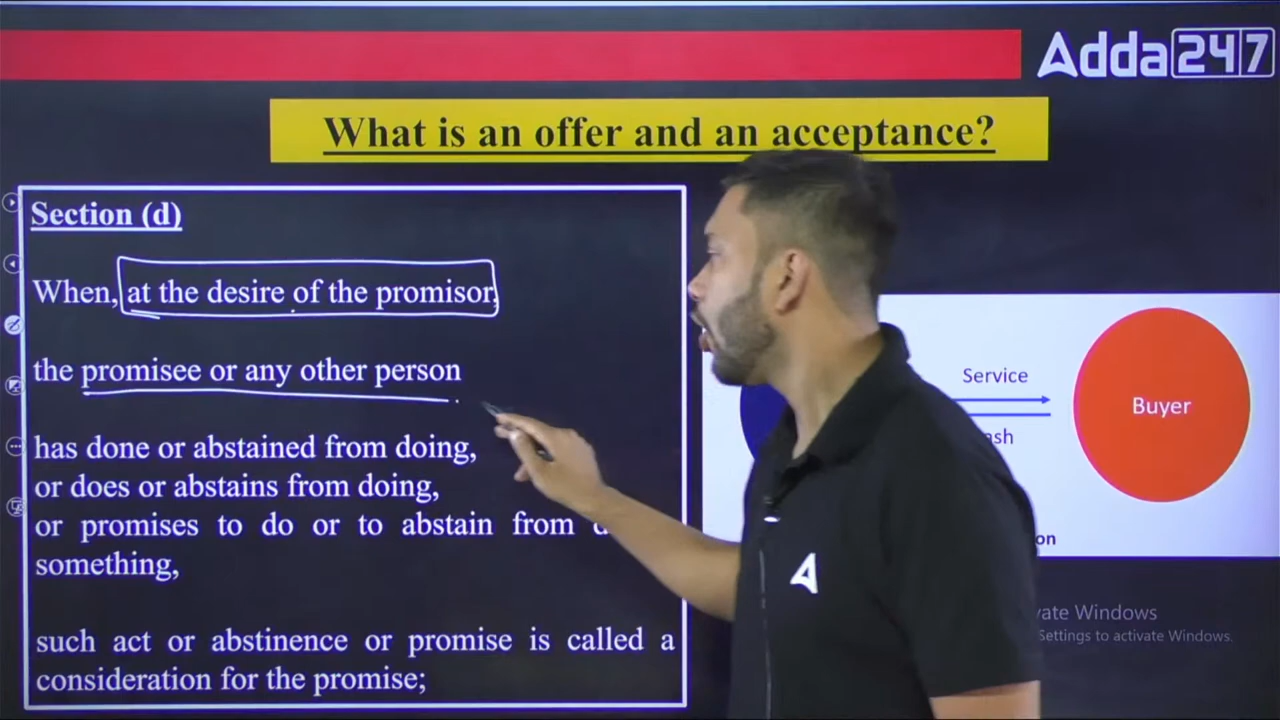 Adda247
What is an offer and an acceptance?
Section (d)
When, at the desire of the promisor,
the promisee or any other person
has done or abstained from doing,
or does or abstains from doing,
or promises to do or to abstain from
something,
such act or abstinence or promise is called a
consideration for the promise;
Service
Buyer
Windows
Settings to activate Windows.